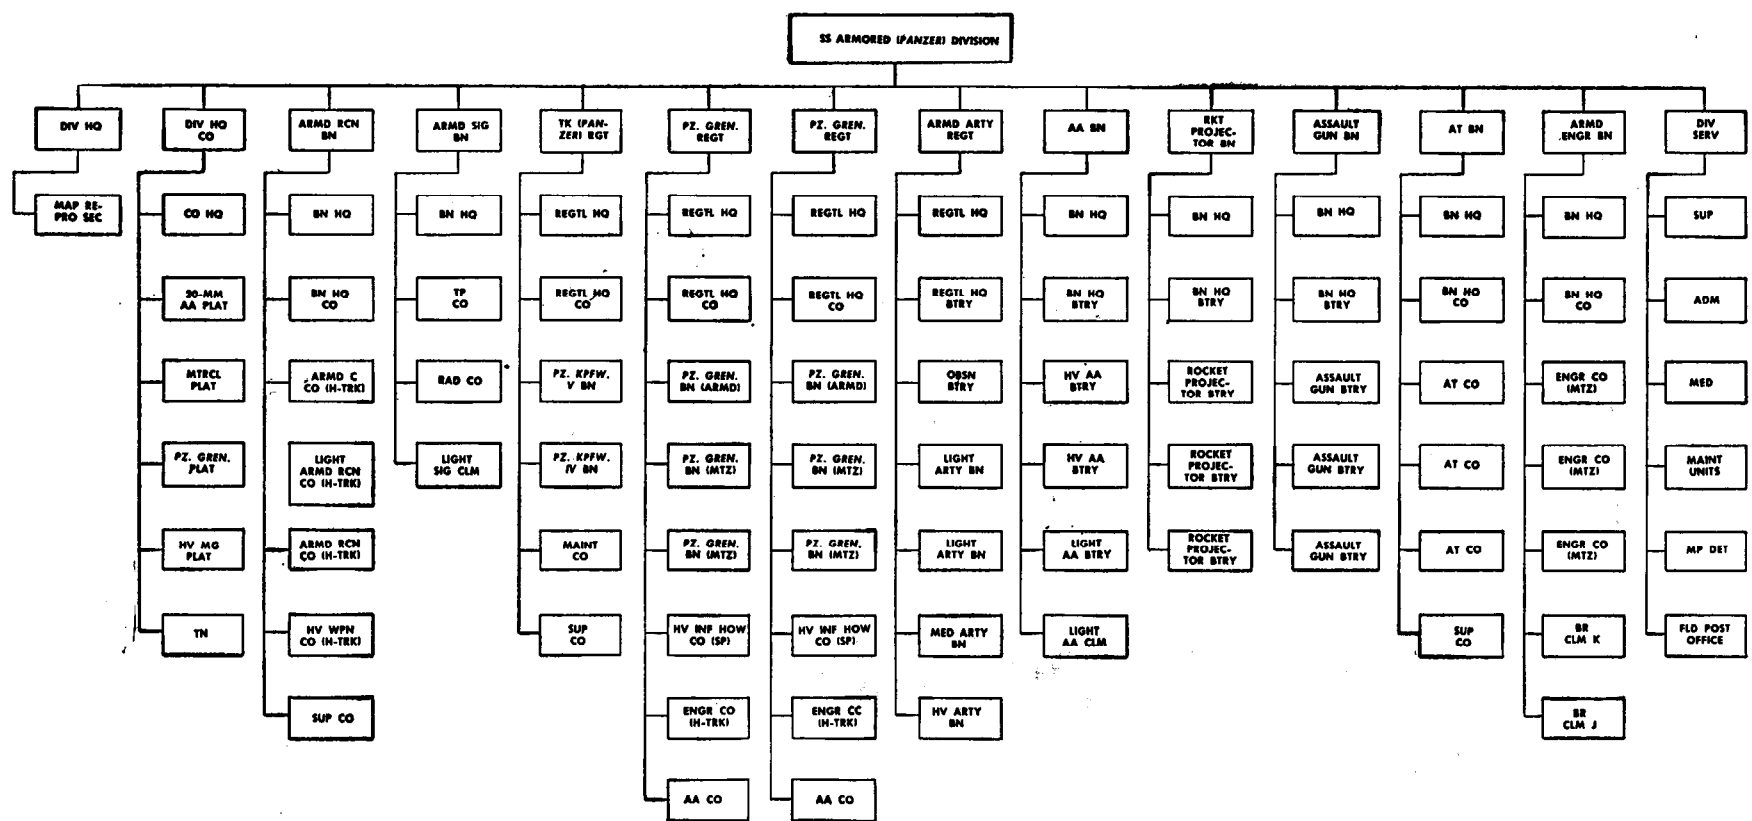 SS ARMORED (PANZER) DIVISION
DIV HQ
MAP RE-
PRO SEC
DIV HQ
CO
CO HQ
20-MM
AA PLAT
MTRCL
PLAT
PZ. GREN.
PLAT
HV MG
PLAT
TN
ARMD RCN
BN
BN HQ
BN HQ
CO
ARMD C
CO (H-TRK)
LIGHT
ARMD RCN
CO (H-TRK)
ARMD RCN
CO (H-TRK)
HV WPN
CO (H-TRK)
SUP CO
ARMD SIG
BN
BN HQ
TP
CO
RAD CO
LIGHT
SIG CLM
TK (PAN-
ZER) RGT
REGTL HQ
REGTL HQ
CO
PZ. KPFW.
V BN
PZ. KPFW.
IV BN
MAINT
CO
SUP
CO
PZ. GREN.
REGT
REGTL HQ
REGTL HQ
CO
PZ. GREN.
BN (ARMD)
PZ. GREN.
BN (MTZ)
PZ. GREN.
BN (MTZ)
HV INF HOW
CO (SP)
ENGR CO
(H-TRK)
AA CO
PZ. GREN.
REGT
REGTL HQ
REGTL HQ
CO
PZ. GREN.
BN (ARMD)
PZ. GREN.
BN (MTZ)
PZ. GREN.
BN (MTZ)
HV INF HOW
CO (SP)
ENGR CC
(H-TRK)
AA CO
ARMD ARTY
REGT
REGTL HQ
REGTL HQ
BTRY
OBSN
BTRY
LIGHT
ARTY BN
LIGHT
ARTY BN
MED ARTY
BN
HV ARTY
BN
AA BN
BN HQ
BN HQ
BTRY
HV AA
BTRY
HV AA
BTRY
LIGHT
AA BTRY
LIGHT
AA CLM
RKT
PROJEC-
TOR BN
BN HQ
BN HQ
BTRY
ROCKET
PROJEC-
TOR BTRY
ROCKET
PROJEC-
TOR BTRY
ROCKET
PROJEC-
TOR BTRY
ASSAULT
GUN BN
BN HQ
BN HQ
BTRY
ASSAULT
GUN BTRY
ASSAULT
GUN BTRY
ASSAULT
GUN BTRY
AT BN
BN HQ
BN HQ
CO
AT CO
AT CO
AT CO
SUP
CO
ARMD
ENGR BN
BN HQ
BN HQ
CO
ENGR CO
(MTZ)
ENGR CO
(MTZ)
ENGR CO
(MTZ)
BR
CLM K
BR
CLM J
DIV
SERV
SUP
ADM
MED
MAINT
UNITS
MP DET
FLD POST
OFFICE